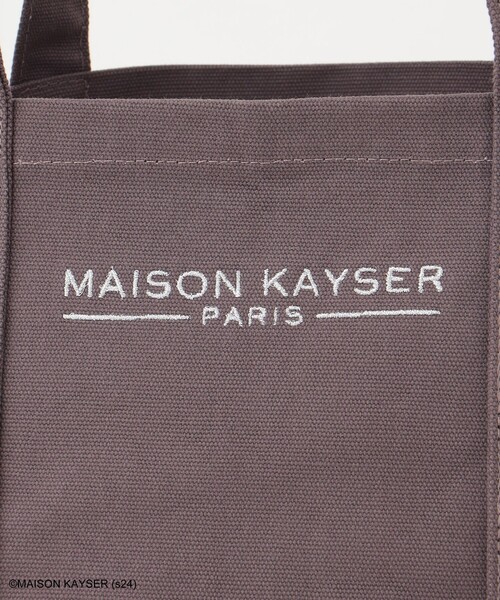 MAISON KAYSER
PARIS
©MAISON KAYSER (s24)